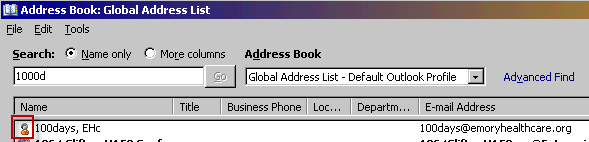 Address Book: Global Address List
File Edit Tools
Search: Name only More columns Address Book
1000d Go Global Address List - Default Outlook Profile Advanced Find
Name Title Business Phone Loc... Departm... E-mail Address
100days, EHc 100days@emoryhealthcare.org